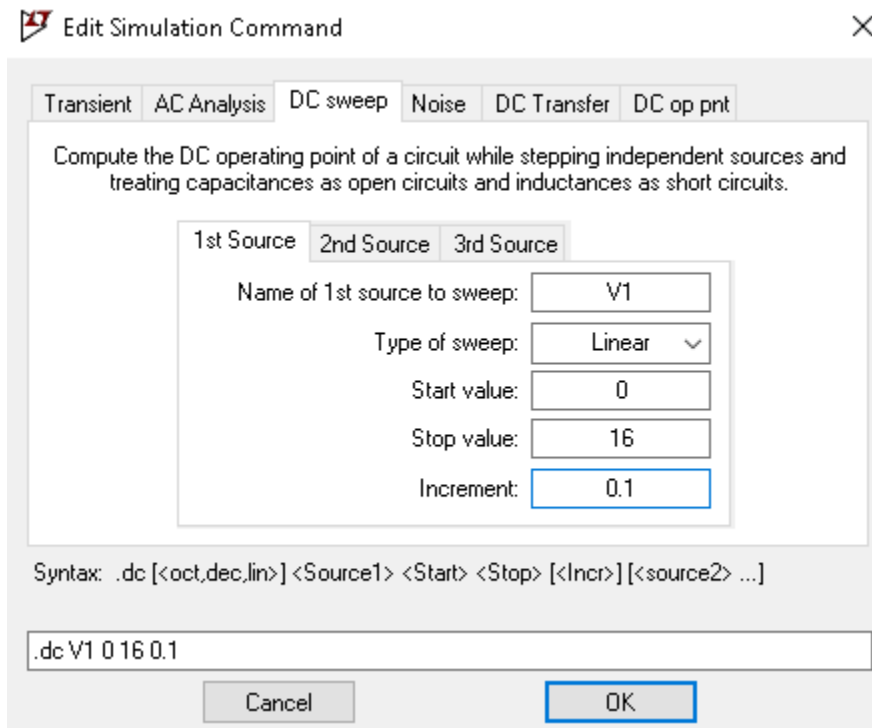 Edit Simulation Command
Transient AC Analysis DC sweep Noise DC Transfer DC op pnt
Compute the DC operating point of a circuit while stepping independent sources and
treating capacitances as open circuits and inductances as short circuits.
1st Source 2nd Source 3rd Source
Name of 1st source to sweep: V1
Type of sweep: Linear
Start value: 0
Stop value: 16
Increment: 0.1
Syntax: .dc [<oct,dec,lin>] <Source1> <Start> <Stop> [<Incr>] [<source2> ...]
.dc V1 0 16 0.1
Cancel OK